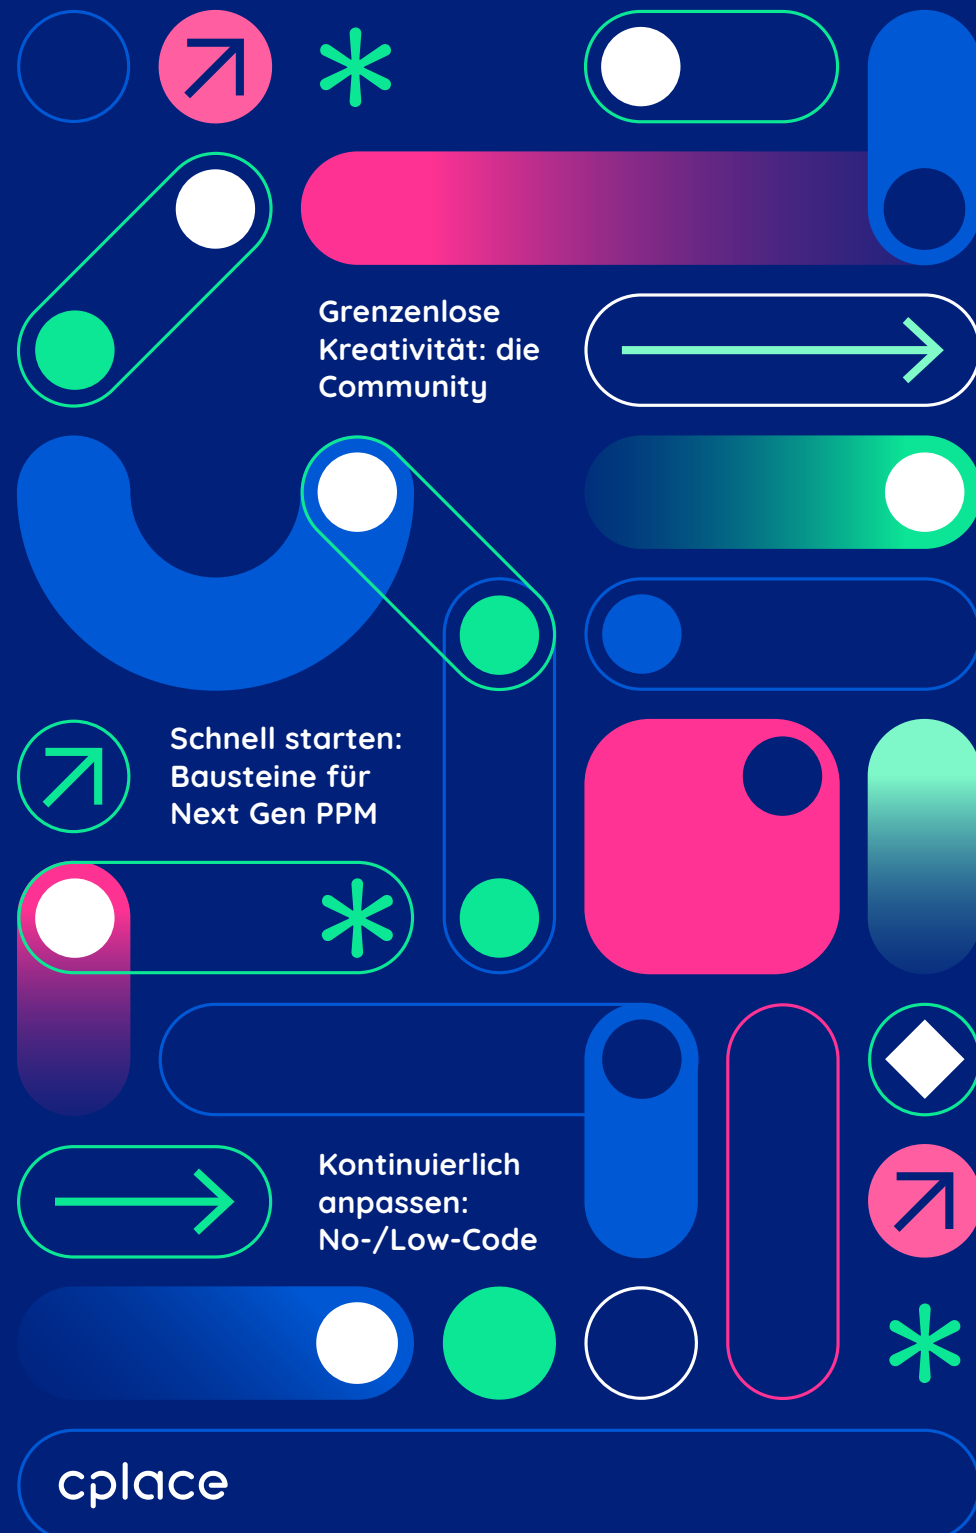 Grenzenlose
Kreativität: die
Community
Schnell starten:
Bausteine für
Next Gen PPM
Kontinuierlich
anpassen:
No-/Low-Code
cplace